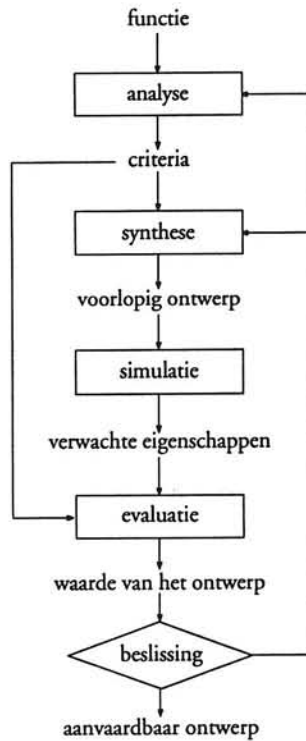 functie
analyse
criteria
synthese
voorlopig ontwerp
simulatie
verwachte eigenschappen
evaluatie
waarde van het ontwerp
beslissing
aanvaardbaar ontwerp